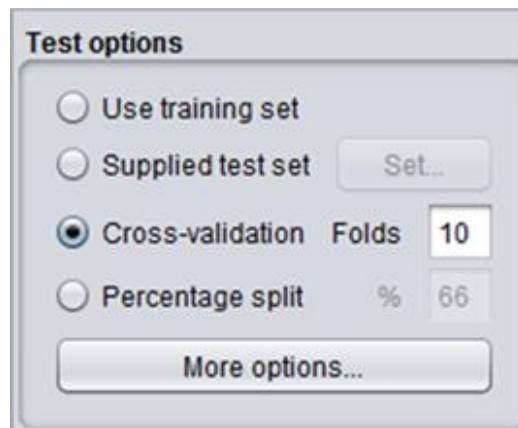 Test options
Use training set
Supplied test set Set...
Cross-validation Folds 10
Percentage split % 66
More options...